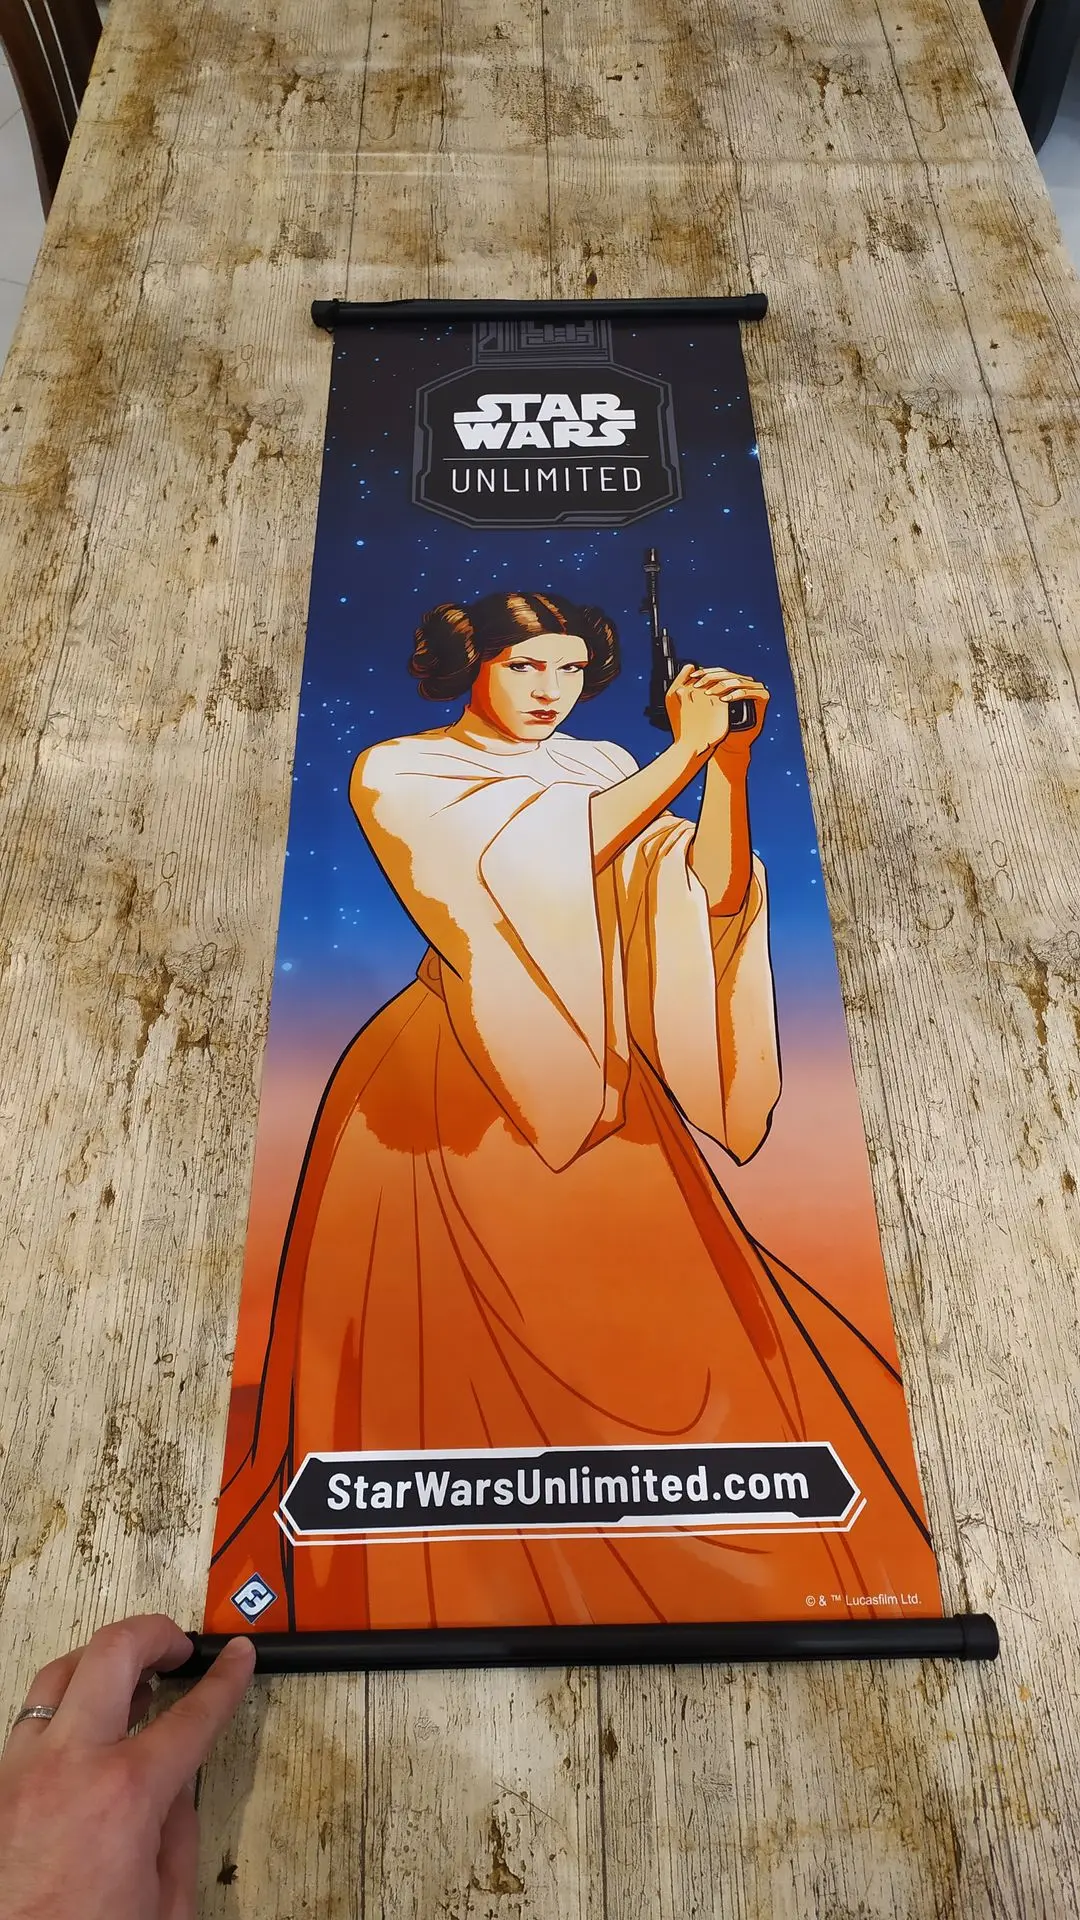 STAR
WARS
UNLIMITED
StarWarsUnlimited.com
© & ™ Lucasfilm Ltd.